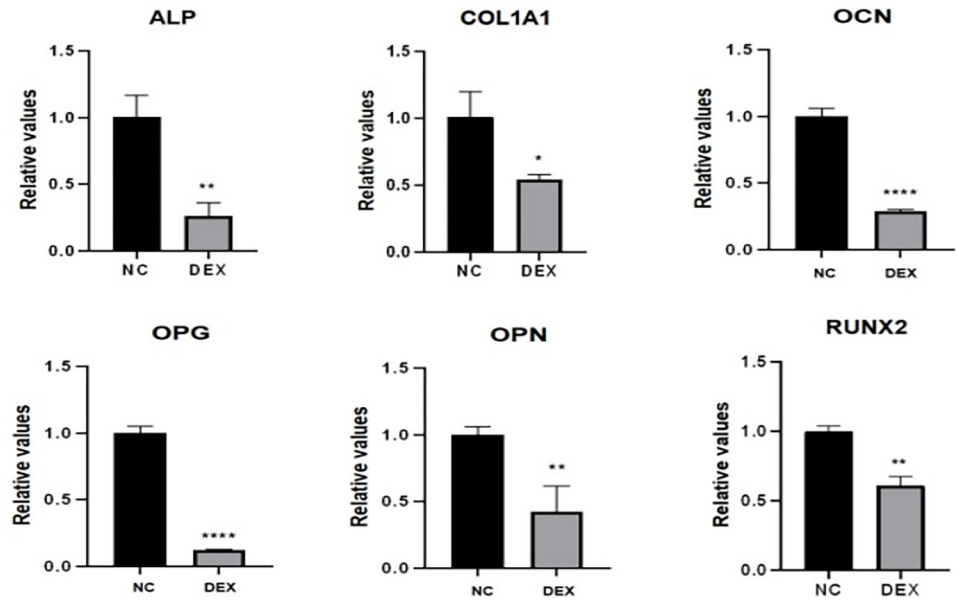 ALP
1.5
1.0
0.5
0.0
Relative values
**
NC DEX
COL1A1
1.5
1.0
0.5
0.0
Relative values
*
NC DEX
OCN
1.5
1.0
0.5
0.0
Relative values
****
NC DEX
OPG
1.5
1.0
0.5
0.0
Relative values
****
NC DEX
OPN
1.5
1.0
0.5
0.0
Relative values
**
NC DEX
RUNX2
1.5
1.0
0.5
0.0
Relative values
**
NC DEX